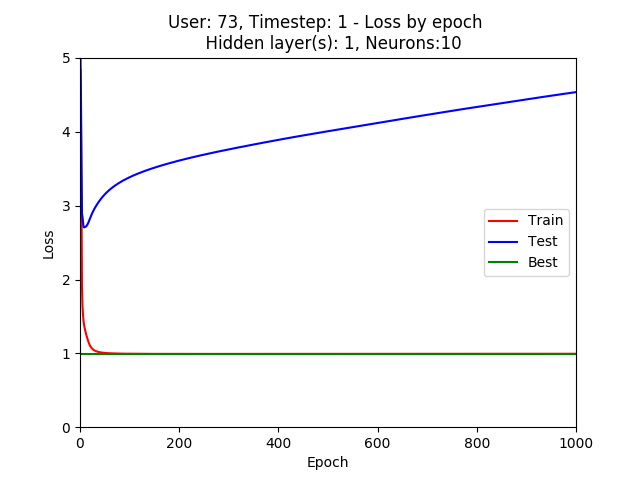 User: 73, Timestep: 1 - Loss by epoch
Hidden layer(s): 1, Neurons:10
5
4
3
2
1
0
Loss
Train
Test
Best
0 200 400 600 800 1000
Epoch